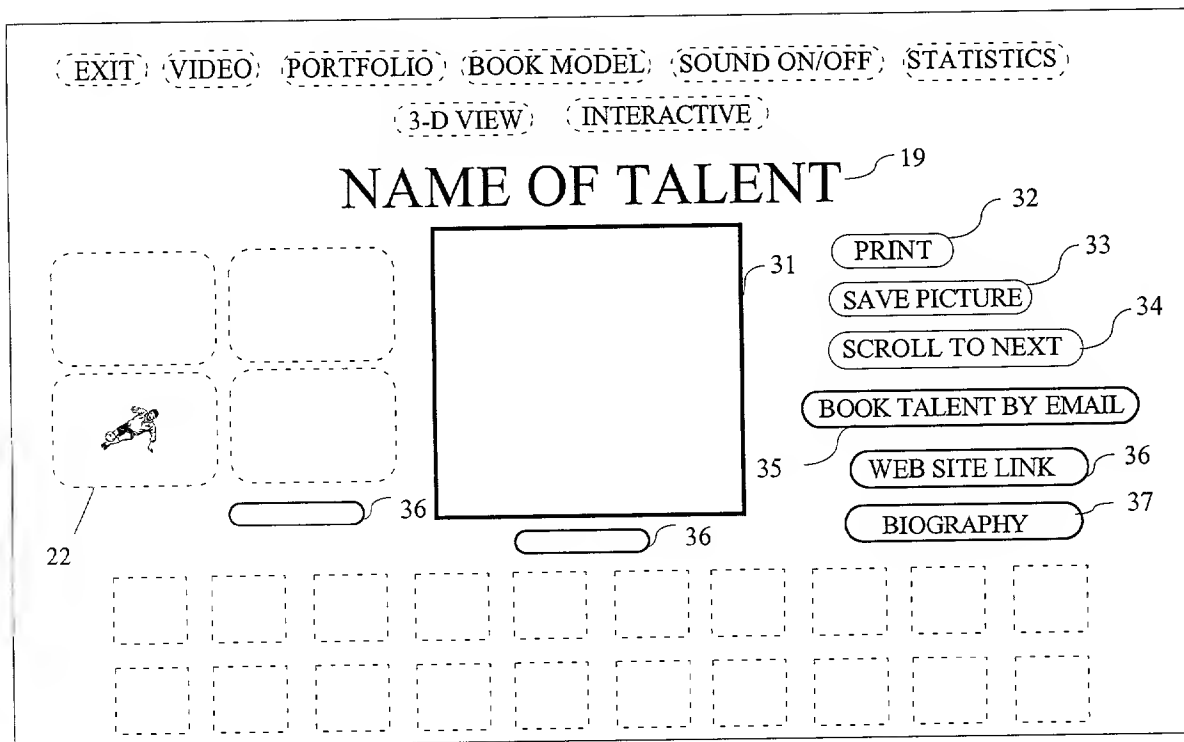 EXIT VIDEO PORTFOLIO BOOK MODEL SOUND ON/OFF STATISTICS
3-D VIEW INTERACTIVE
NAME OF TALENT 19
32
PRINT
31
33
SAVE PICTURE
34
SCROLL TO NEXT
BOOK TALENT BY EMAIL
35
WEB SITE LINK 36
36
37
BIOGRAPHY
36
22